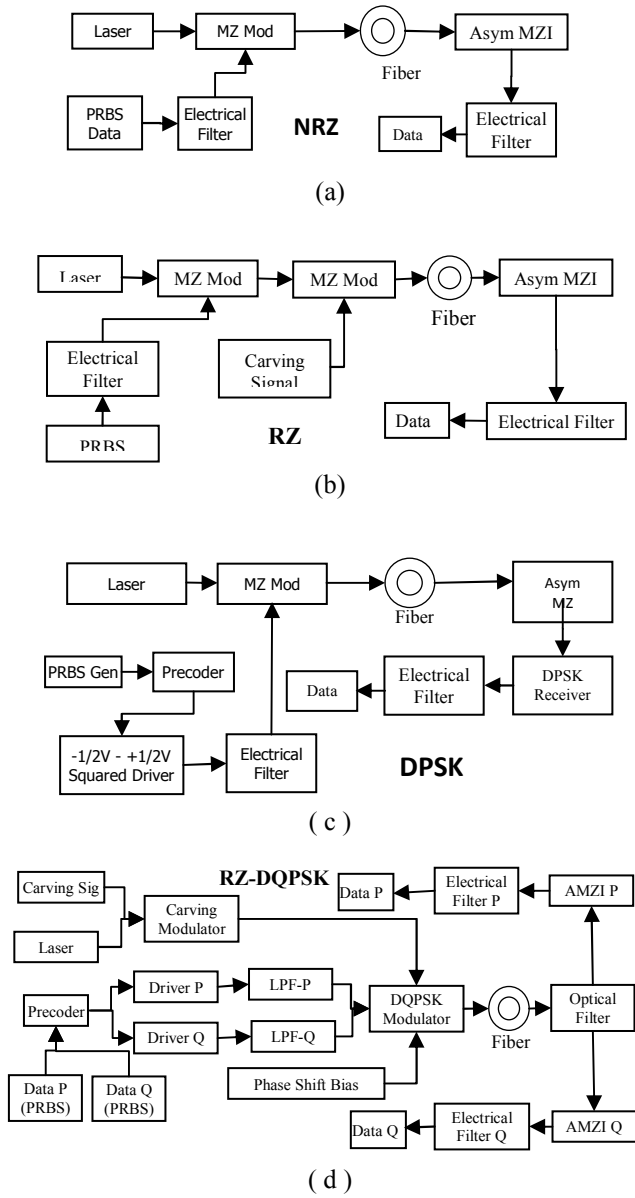 Laser
MZ Mod
Fiber
Asym MZI
PRBS
Data
Electrical
Filter
NRZ
Data
Electrical
Filter
(a)
Laser
MZ Mod
MZ Mod
Fiber
Asym MZI
Electrical
Filter
Carving
Signal
PRBS
RZ
Data
Electrical Filter
(b)
Laser
MZ Mod
Fiber
Asym
MZ
PRBS Gen
Precoder
Data
Electrical
Filter
DPSK
Receiver
-1/2V - +1/2V
Squared Driver
Electrical
Filter
DPSK
( c )
RZ-DQPSK
Carving Sig
Laser
Carving
Modulator
Data P
Electrical
Filter P
AMZI P
Precoder
Driver P
LPF-P
Driver Q
LPF-Q
DQPSK
Modulator
Fiber
Optical
Filter
Data P
(PRBS)
Data Q
(PRBS)
Phase Shift Bias
Data Q
Electrical
Filter Q
AMZI Q
( d )